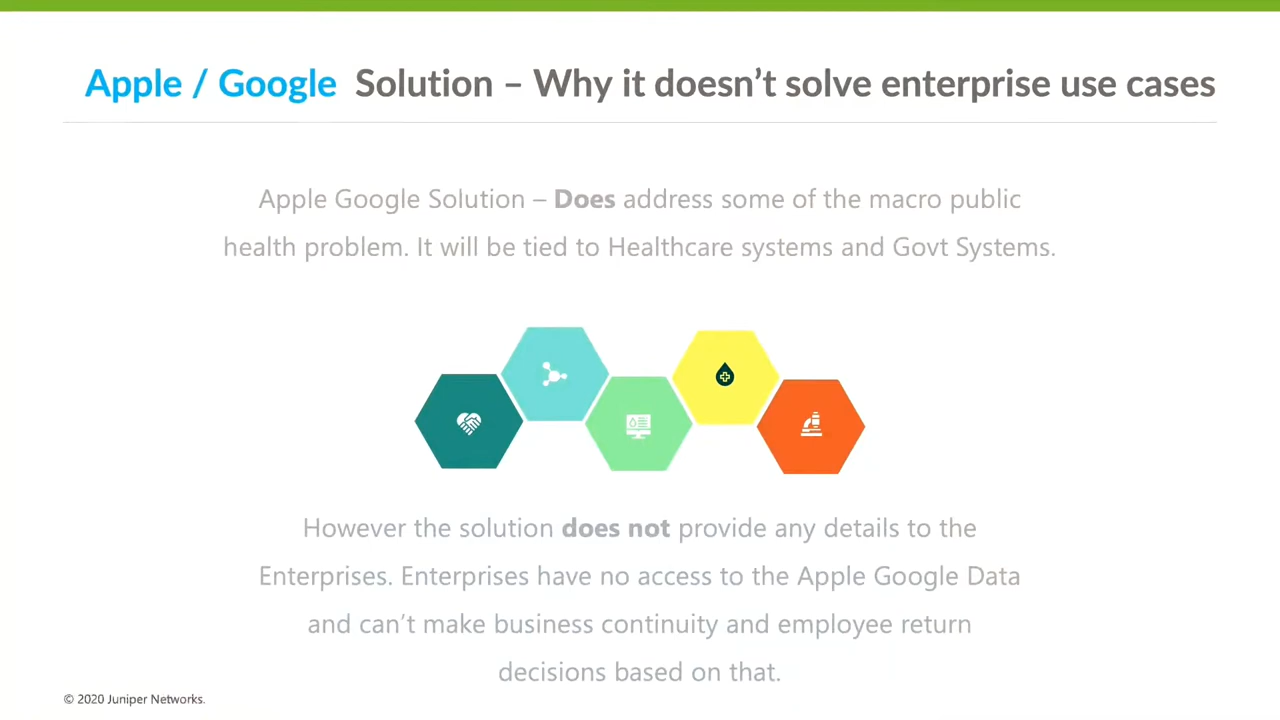 Apple / Google Solution – Why it doesn’t solve enterprise use cases
Apple Google Solution – Does address some of the macro public
health problem. It will be tied to Healthcare systems and Govt Systems.
However the solution does not provide any details to the
Enterprises. Enterprises have no access to the Apple Google Data
and can’t make business continuity and employee return
decisions based on that.
© 2020 Juniper Networks.